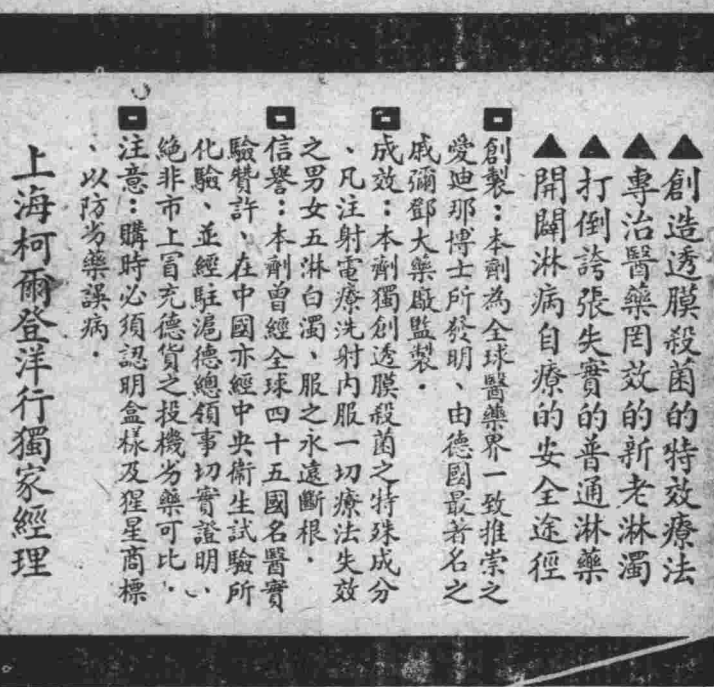 ▲創造透膜殺菌的特效療法
▲專治醫藥罔效的新老淋濁
▲打倒誇張失實的普通淋藥
▲開闢淋病自療的安全途徑
創製：本劑為全球醫藥界一致推崇之
愛迪那博士所發明、由德國最著名之
戚彌鄧大藥廠監製．
成效：本劑獨創透膜殺菌之特殊成分
、凡注射電療洗射內服一切療法失效
之男女五淋白濁、服之永遠斷根．
信譽：本劑曾經全球四十五國名醫實
驗贊許、在中國亦經中央衛生試驗所
化驗、並經駐滬德總領事切實證明、
絕非市上冒充德貨之投機劣藥可比．
注意：購時必須認明盒樣及猩星商標
、以防劣藥誤病．
上海柯爾登洋行獨家經理